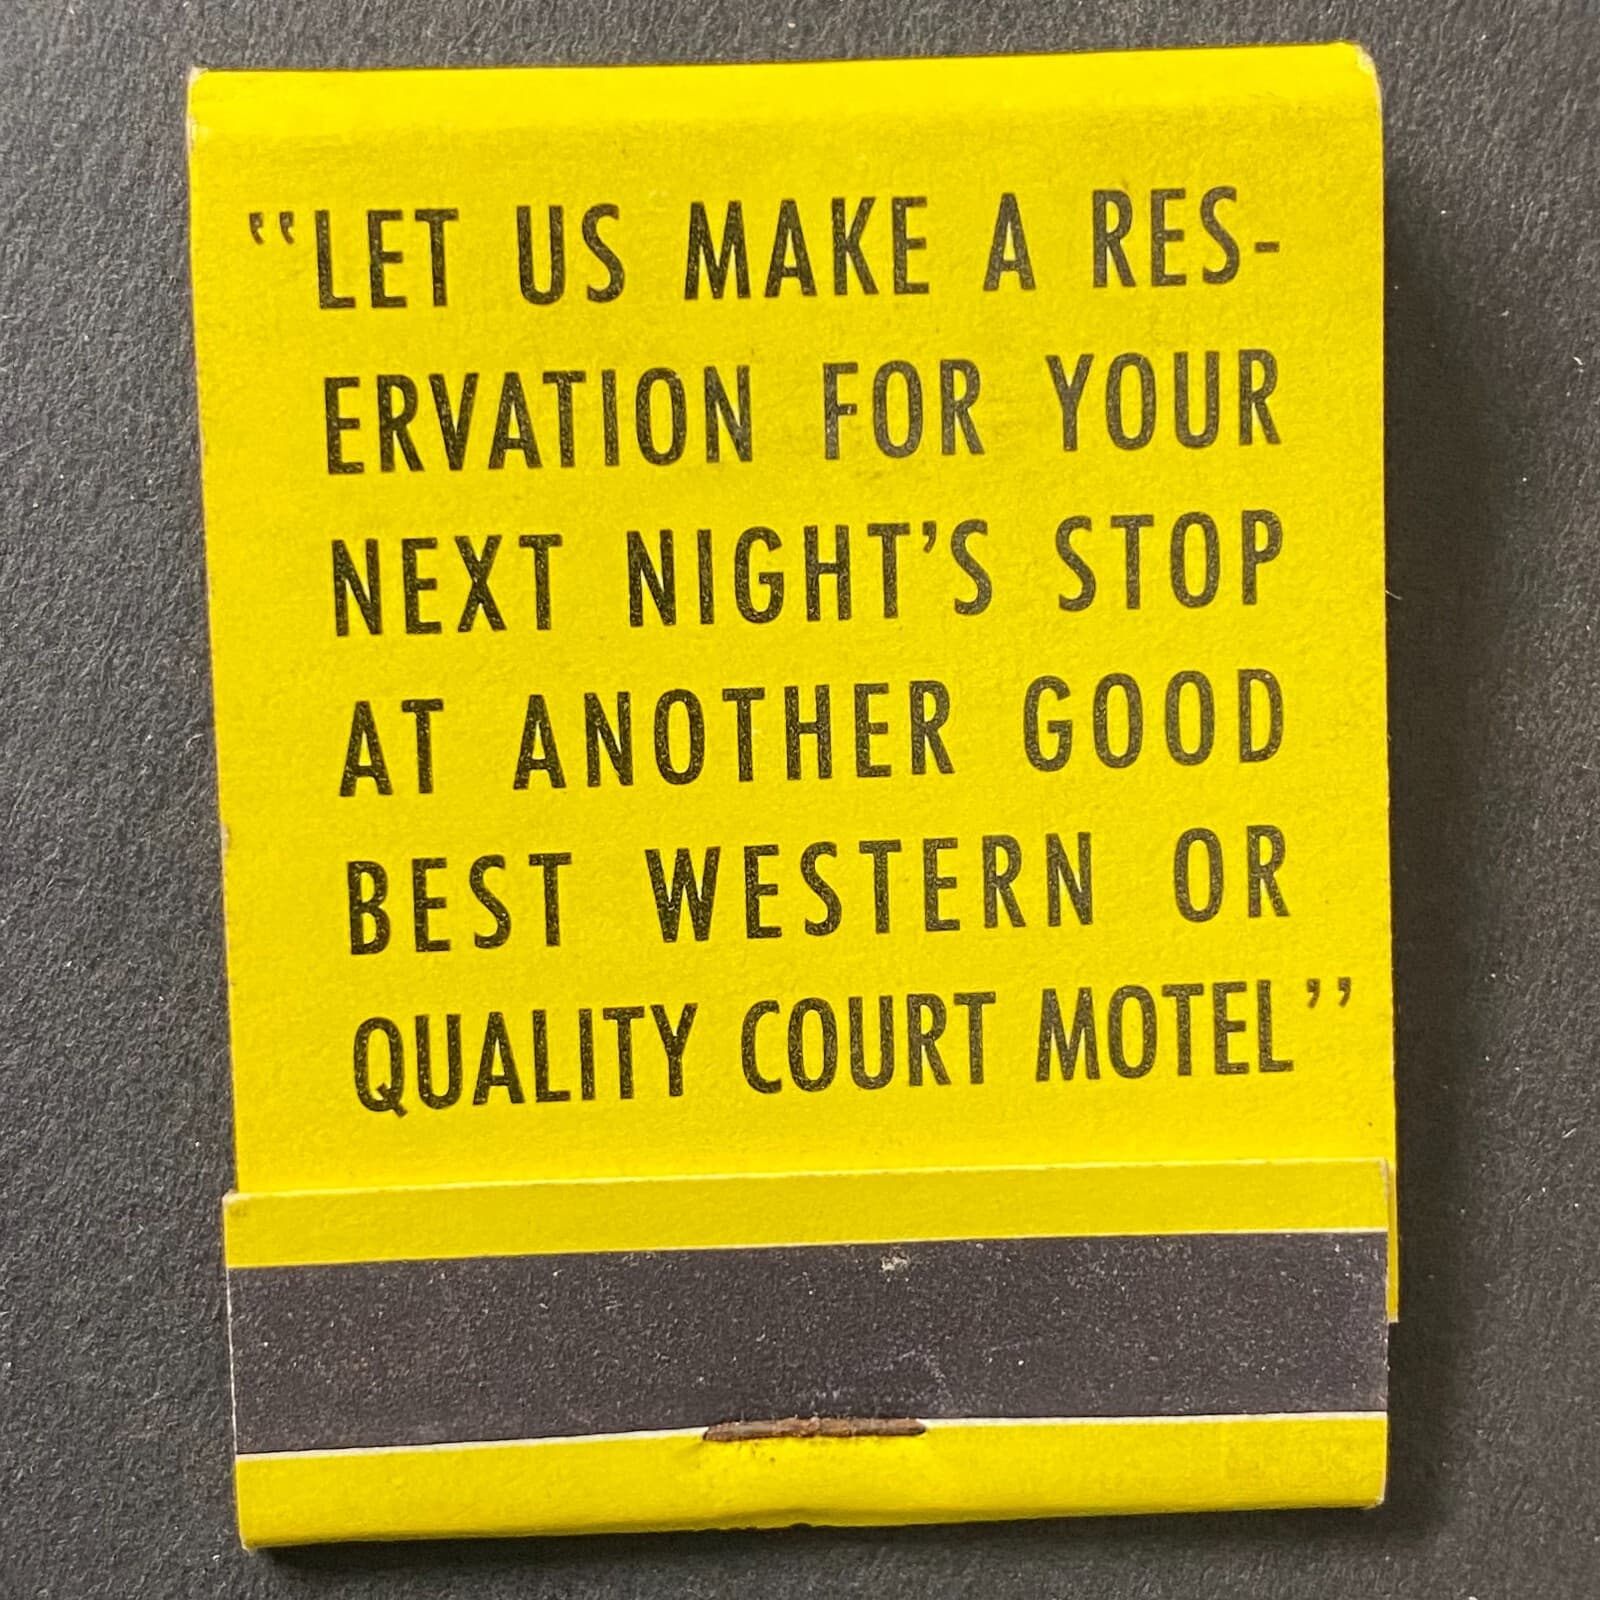 "LET US MAKE A RES-
ERVATION FOR YOUR
NEXT NIGHT'S STOP
AT ANOTHER GOOD
BEST WESTERN OR
QUALITY COURT MOTEL"